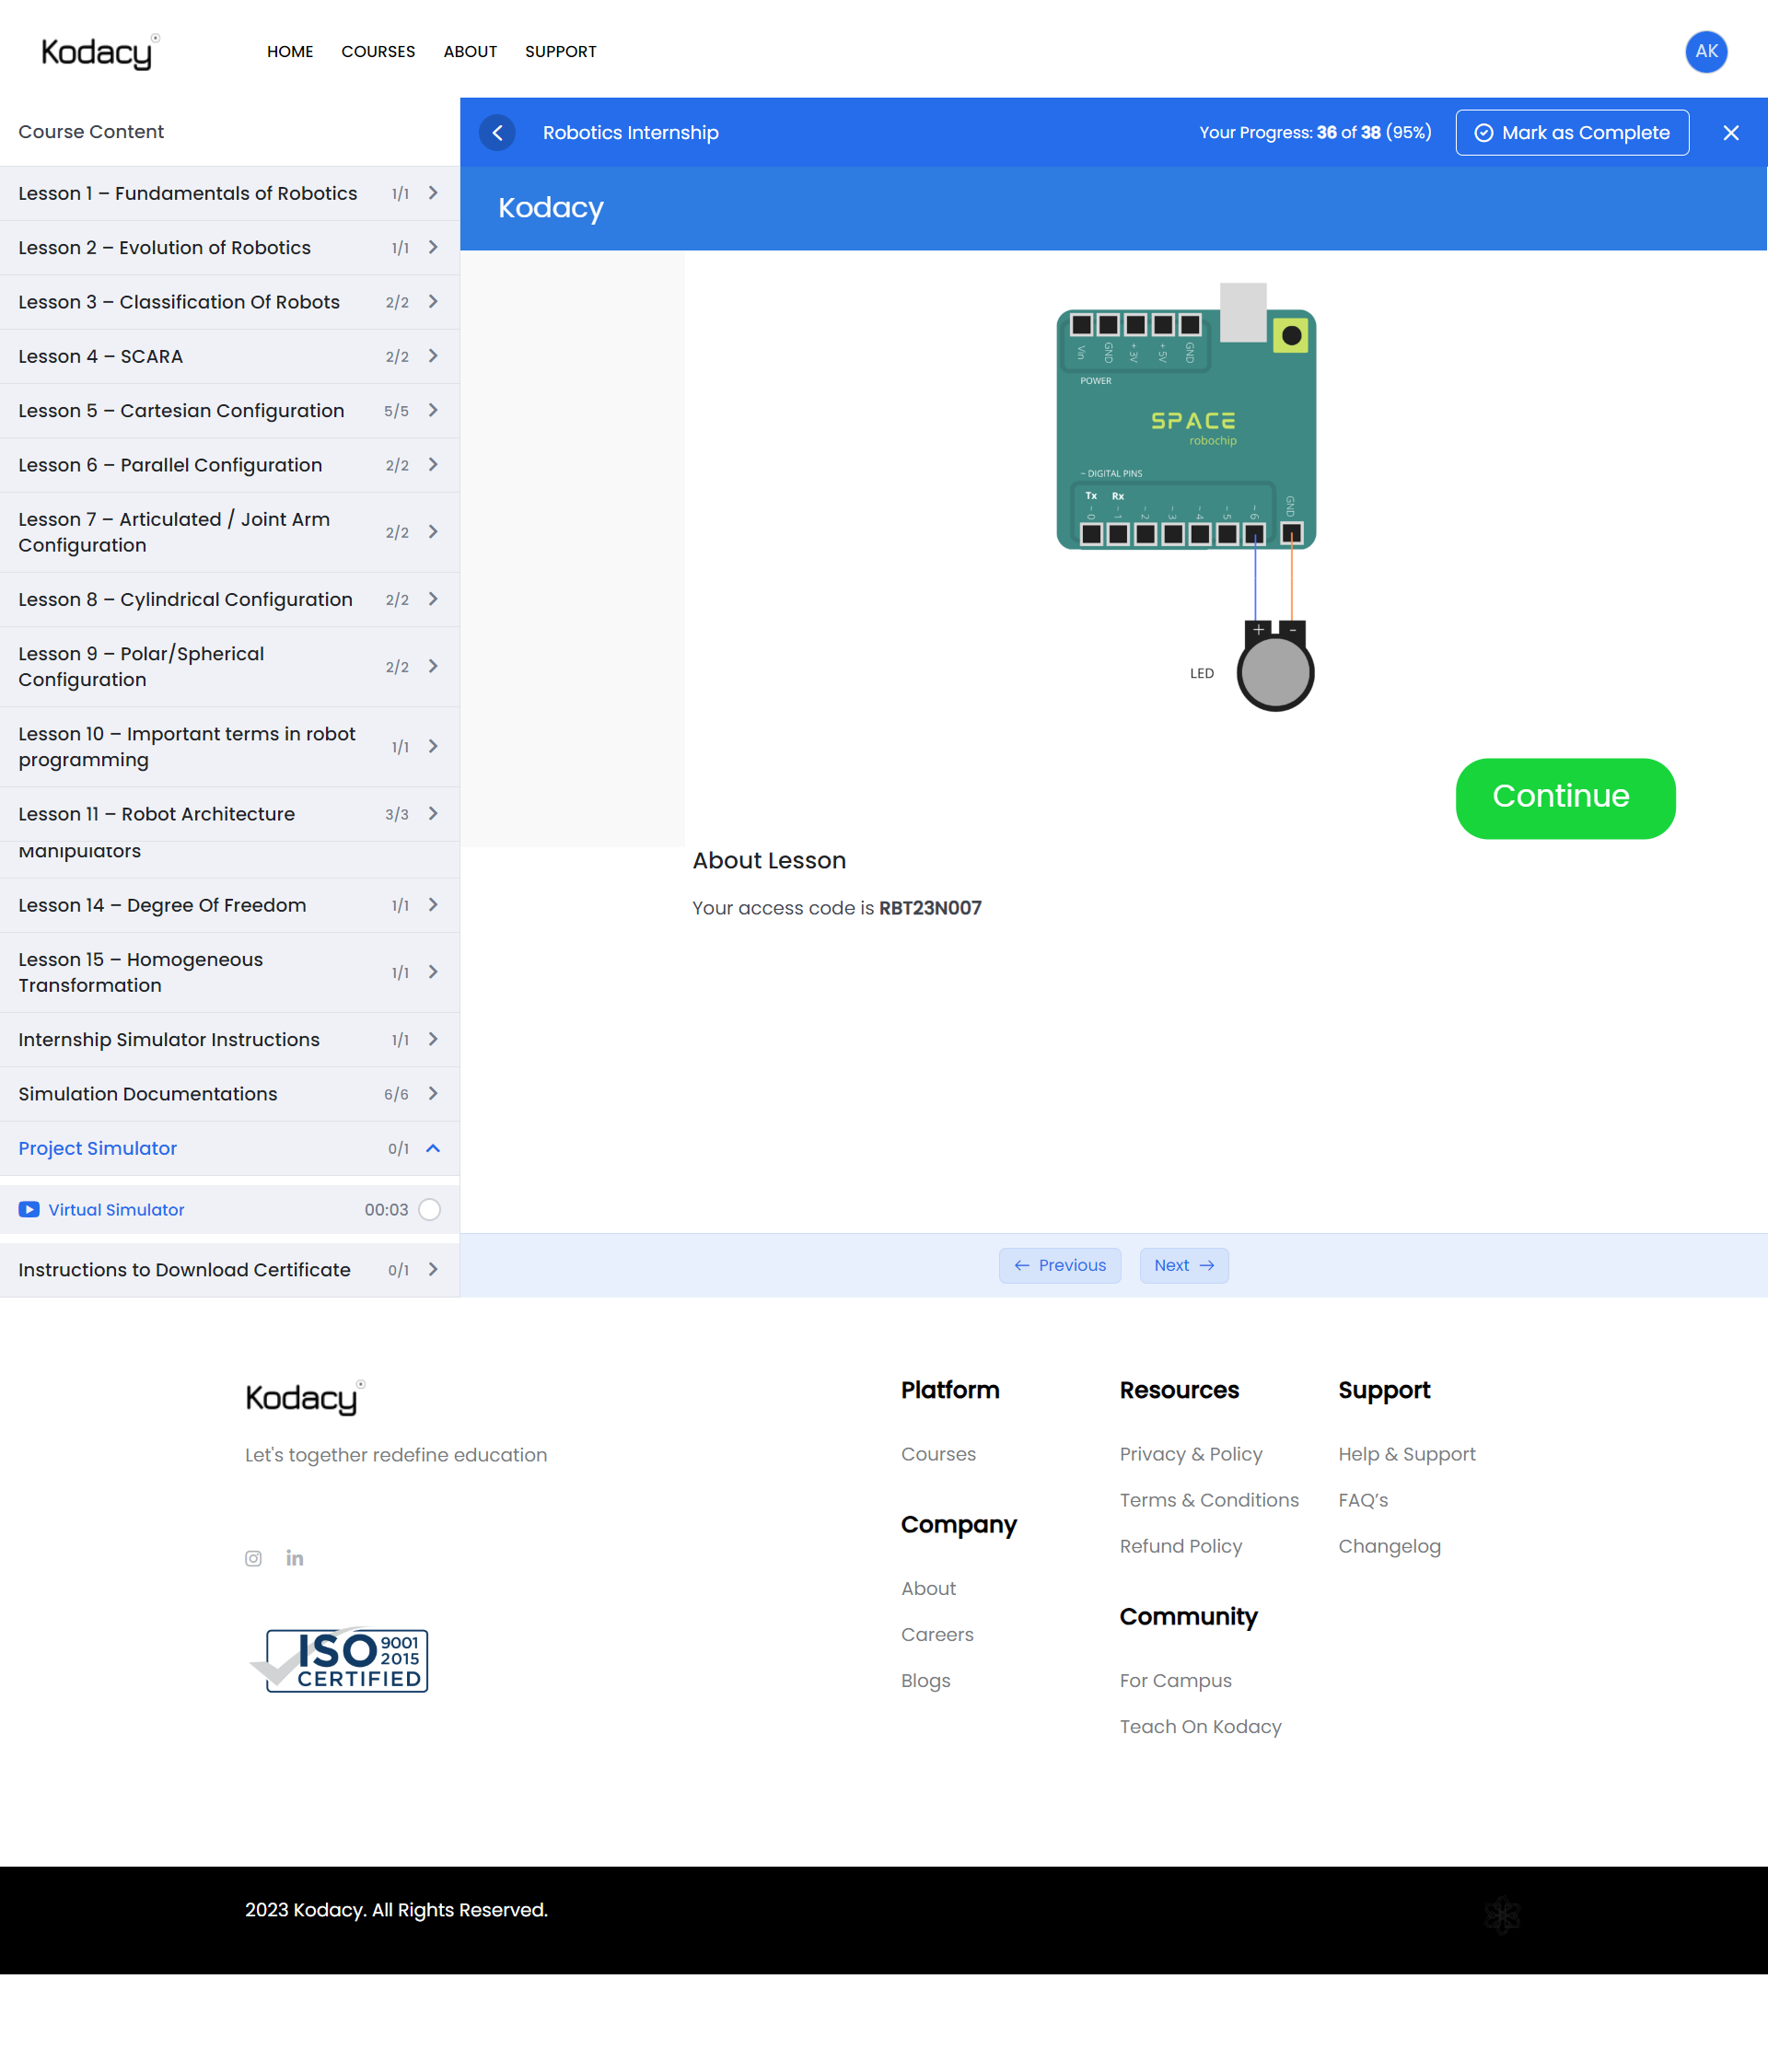 Kodacy
HOME COURSES ABOUT SUPPORT
AK
Course Content
Robotics Internship
Your Progress: 36 of 38 (95%)
Mark as Complete
Lesson 1 – Fundamentals of Robotics 1/1
Lesson 2 – Evolution of Robotics 1/1
Lesson 3 – Classification Of Robots 2/2
Lesson 4 – SCARA 2/2
Lesson 5 – Cartesian Configuration 5/5
Lesson 6 – Parallel Configuration 2/2
Lesson 7 – Articulated / Joint Arm
Configuration 2/2
Lesson 8 – Cylindrical Configuration 2/2
Lesson 9 – Polar/Spherical
Configuration 2/2
Lesson 10 – Important terms in robot
programming 1/1
Lesson 11 – Robot Architecture 3/3
Manipulators
Lesson 14 – Degree Of Freedom 1/1
Lesson 15 – Homogeneous
Transformation 1/1
Internship Simulator Instructions 1/1
Simulation Documentations 6/6
Project Simulator 0/1
Virtual Simulator 00:03
Instructions to Download Certificate 0/1
Kodacy
Vin GND + 3V + 5V GND
POWER
SPACE
robochip
~ DIGITAL PINS
Tx Rx
~ 0 ~ 1 ~ 2 ~ 3 ~ 4 ~ 5 ~ 6 GND
+ -
LED
Continue
About Lesson
Your access code is RBT23N007
← Previous Next →
Kodacy
Let's together redefine education
in
ISO 9001
2015
CERTIFIED
Platform
Courses
Company
About
Careers
Blogs
Resources
Privacy & Policy
Terms & Conditions
Refund Policy
Community
For Campus
Teach On Kodacy
Support
Help & Support
FAQ’s
Changelog
2023 Kodacy. All Rights Reserved.